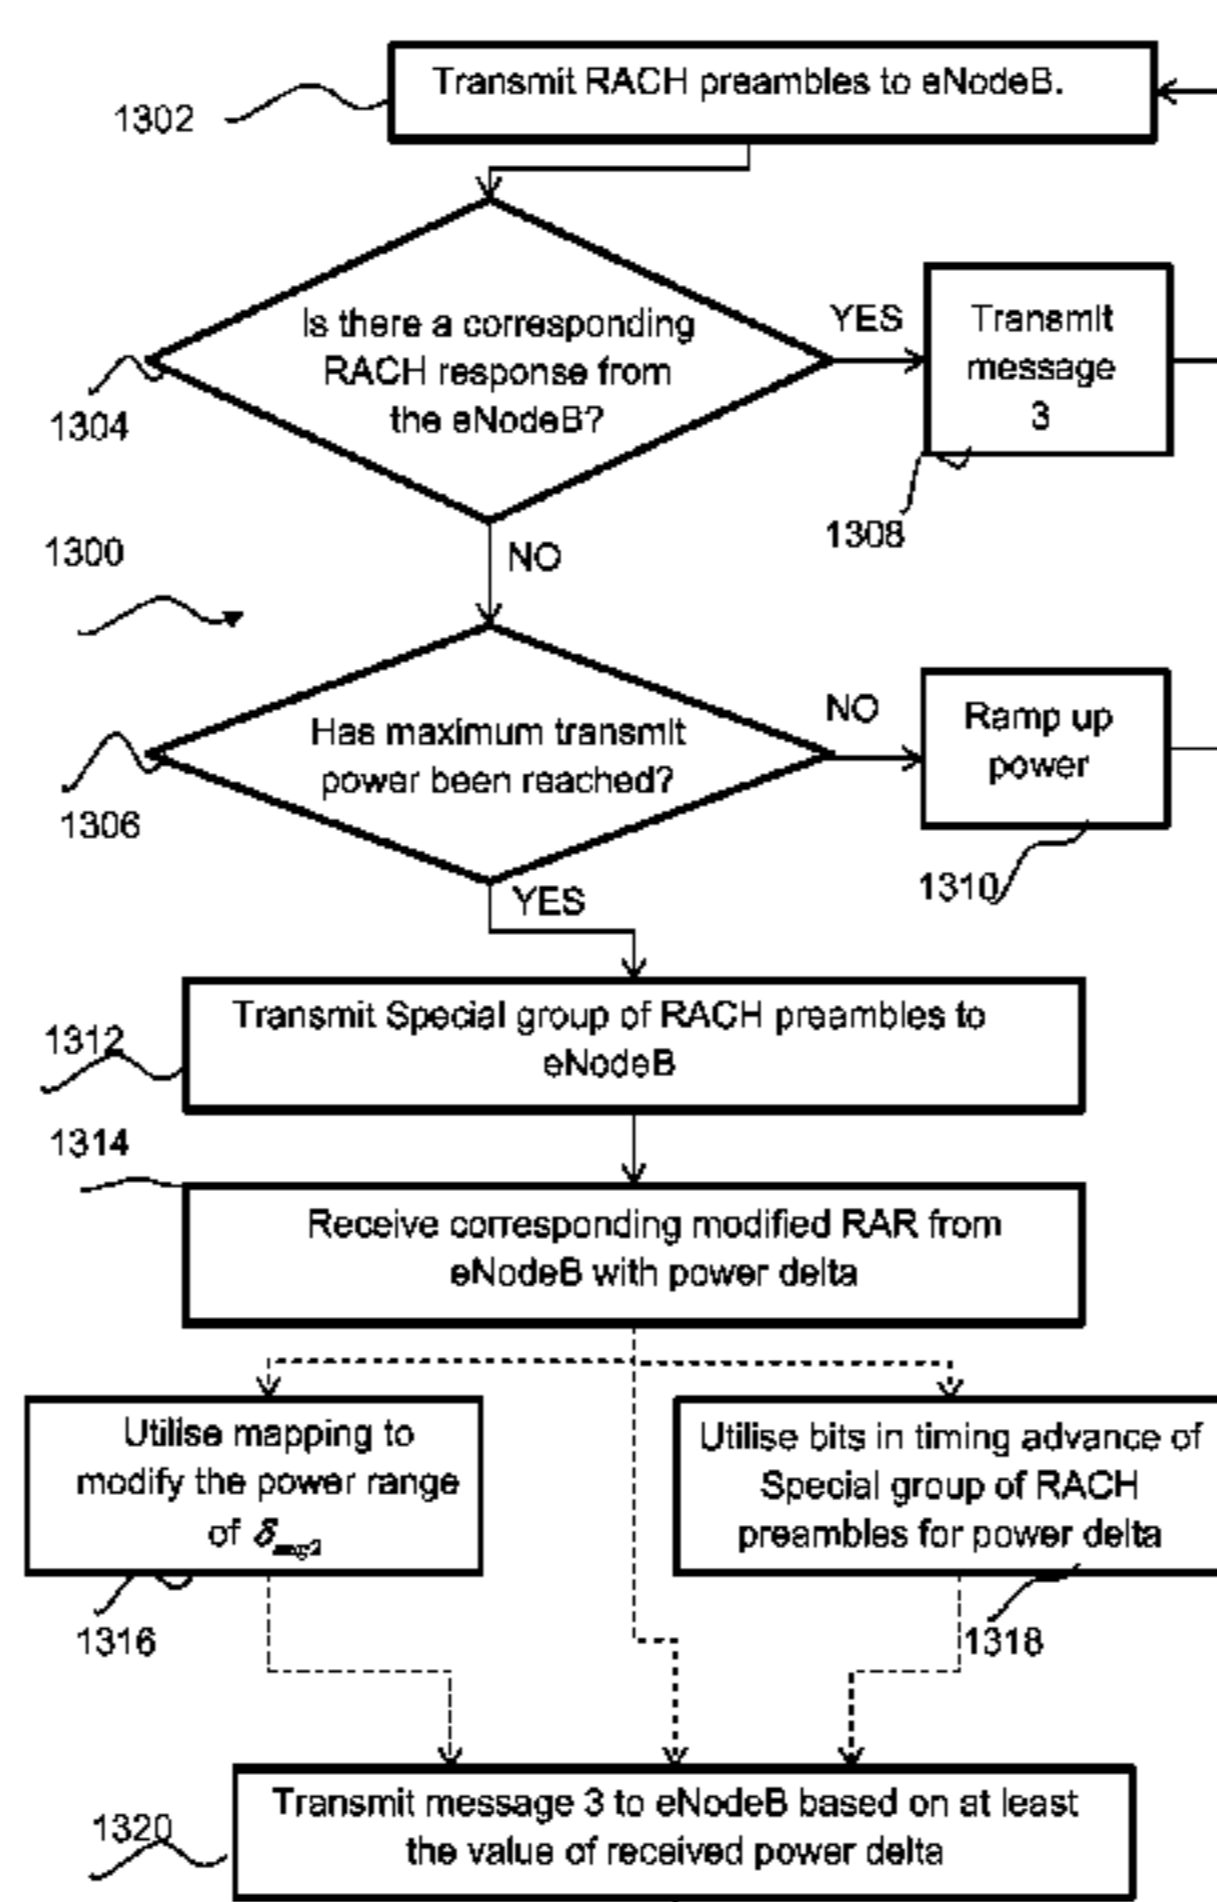 Transmit RACH preambles to eNodeB.
1302
Is there a corresponding
RACH response from
the eNodeB?
YES
Transmit
message
3
1304
1308
1300
NO
Has maximum transmit
power been reached?
NO
Ramp up
power
1306
1310
YES
Transmit Special group of RACH preambles to
eNodeB
1312
1314
Receive corresponding modified RAR from
eNodeB with power delta
Utilise mapping to
modify the power range
of δmsg2
Utilise bits in timing advance of
Special group of RACH
preambles for power delta
1316
1318
Transmit message 3 to eNodeB based on at least
the value of received power delta
1320